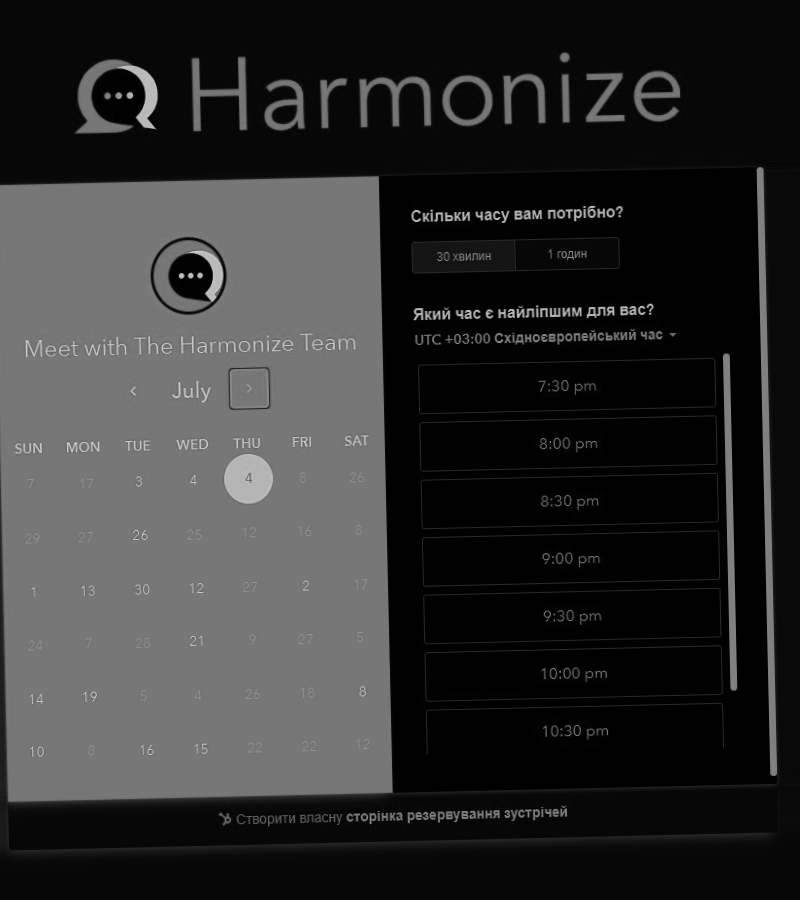 Harmonize
Meet with The Harmonize Team
July
SUN MON TUE WED THU FRI SAT
7 17 3 4 4 8 26
29 27 26 25 12 16 8
1 13 30 12 27 2 17
24 7 28 21 9 27 5
14 19 5 4 26 18 8
10 8 16 15 22 22 12
Скільки часу вам потрібно?
30 хвилин 1 годин
Який час є найліпшим для вас?
UTC +03:00 Східноєвропейський час
7:30 pm
8:00 pm
8:30 pm
9:00 pm
9:30 pm
10:00 pm
10:30 pm
Створити власну сторінка резервування зустрічей